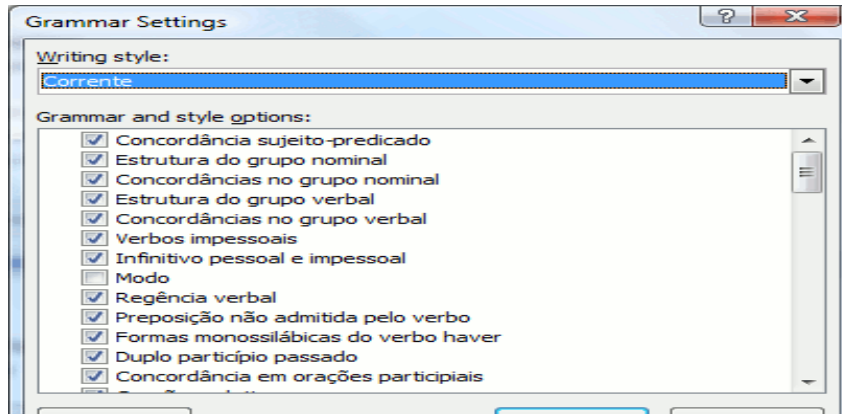 Grammar Settings
Writing style:
Corrente
Grammar and style options:
Concordância sujeito-predicado
Estrutura do grupo nominal
Concordâncias no grupo nominal
Estrutura do grupo verbal
Concordâncias no grupo verbal
Verbos impessoais
Infinitivo pessoal e impessoal
Modo
Regência verbal
Preposição não admitida pelo verbo
Formas monossilábicas do verbo haver
Duplo particípio passado
Concordância em orações participiais